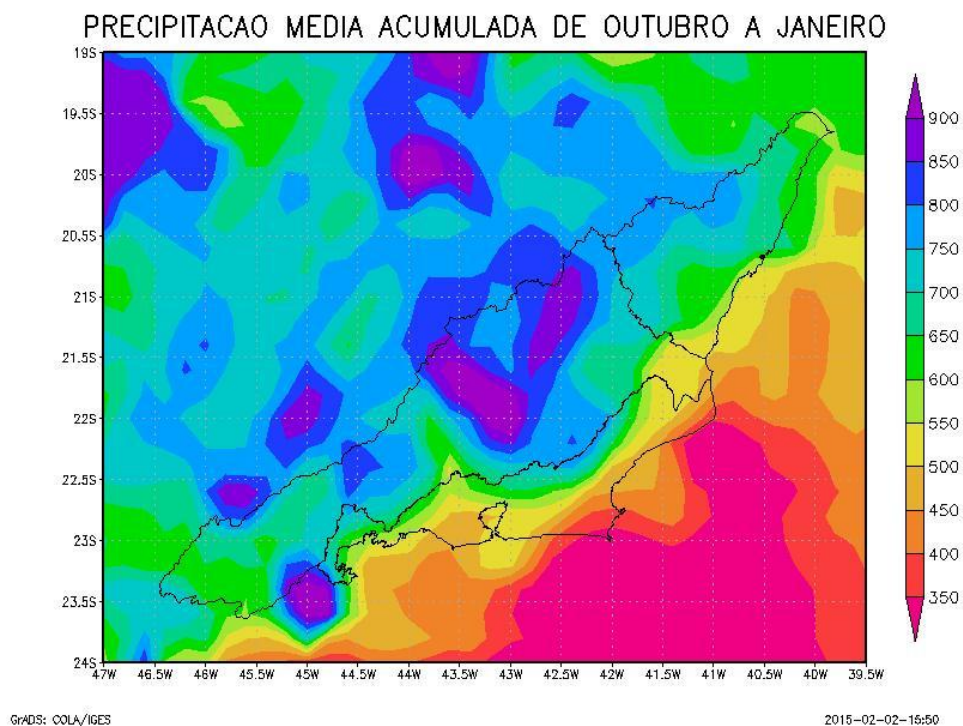 PRECIPITACAO MEDIA ACUMULADA DE OUTUBRO A JANEIRO
19S
19.5S
20S
20.5S
21S
21.5S
22S
22.5S
23S
23.5S
24S
47W 46.5W 46W 45.5W 45W 44.5W 44W 43.5W 43W 42.5W 42W 41.5W 41W 40.5W 40W 39.5W
900
850
800
750
700
650
600
550
500
450
400
350
GrADS: COLA/IGES
2015-02-02-15:50